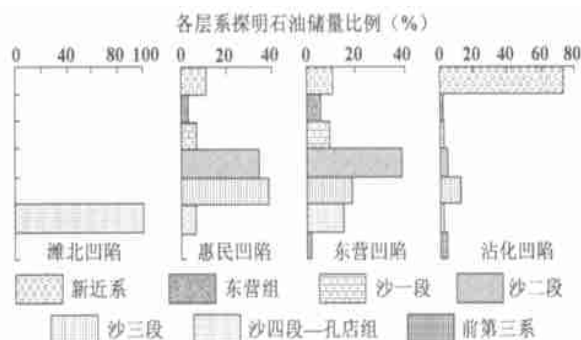 各层系探明石油储量比例（%）
0 100 0 20 40 0 20 40 0 20 40 60 80
潍北凹陷 惠民凹陷 东营凹陷 沾化凹陷
新近系 东营组 沙一段 沙二段
沙三段 沙四段—孔店组 前第三系